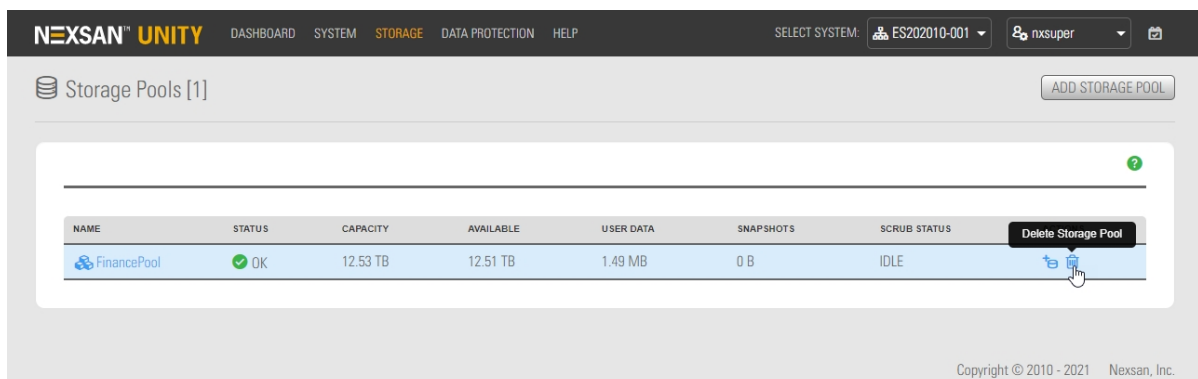 NEXSAN™ UNITY DASHBOARD SYSTEM STORAGE DATA PROTECTION HELP SELECT SYSTEM: ES202010-001 nxsuper
Storage Pools [1] ADD STORAGE POOL
?
NAME STATUS CAPACITY AVAILABLE USER DATA SNAPSHOTS SCRUB STATUS Delete Storage Pool
FinancePool OK 12.53 TB 12.51 TB 1.49 MB 0 B IDLE
Copyright © 2010 - 2021 Nexsan, Inc.